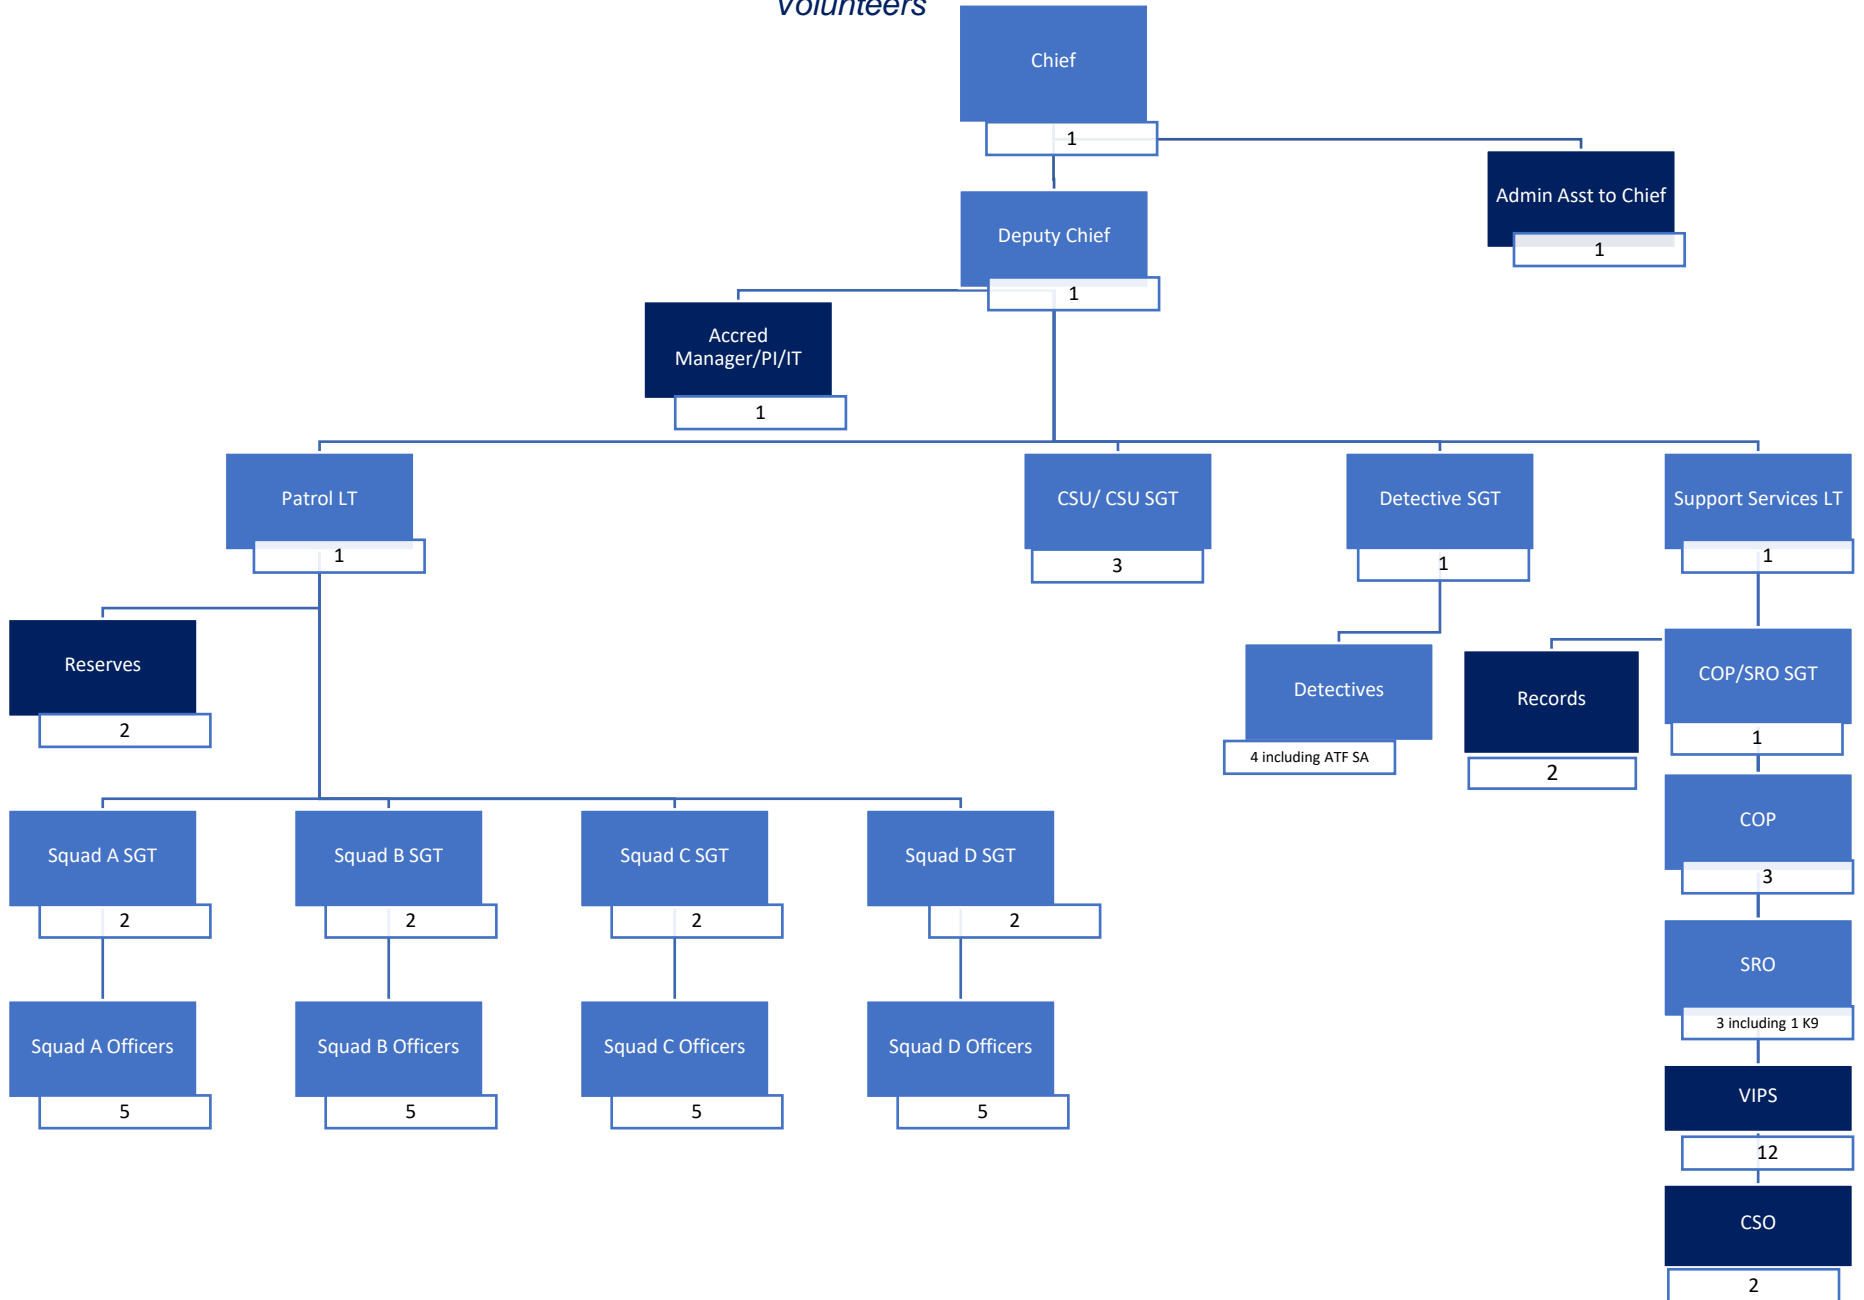 Volunteers
Chief
1
Admin Asst to Chief
1
Deputy Chief
1
Accred
Manager/PI/IT
1
Patrol LT
1
CSU/ CSU SGT
3
Detective SGT
1
Support Services LT
1
Reserves
2
Detectives
4 including ATF SA
Records
2
COP/SRO SGT
1
COP
3
SRO
3 including 1 K9
VIPS
12
CSO
2
Squad A SGT
2
Squad B SGT
2
Squad C SGT
2
Squad D SGT
2
Squad A Officers
5
Squad B Officers
5
Squad C Officers
5
Squad D Officers
5